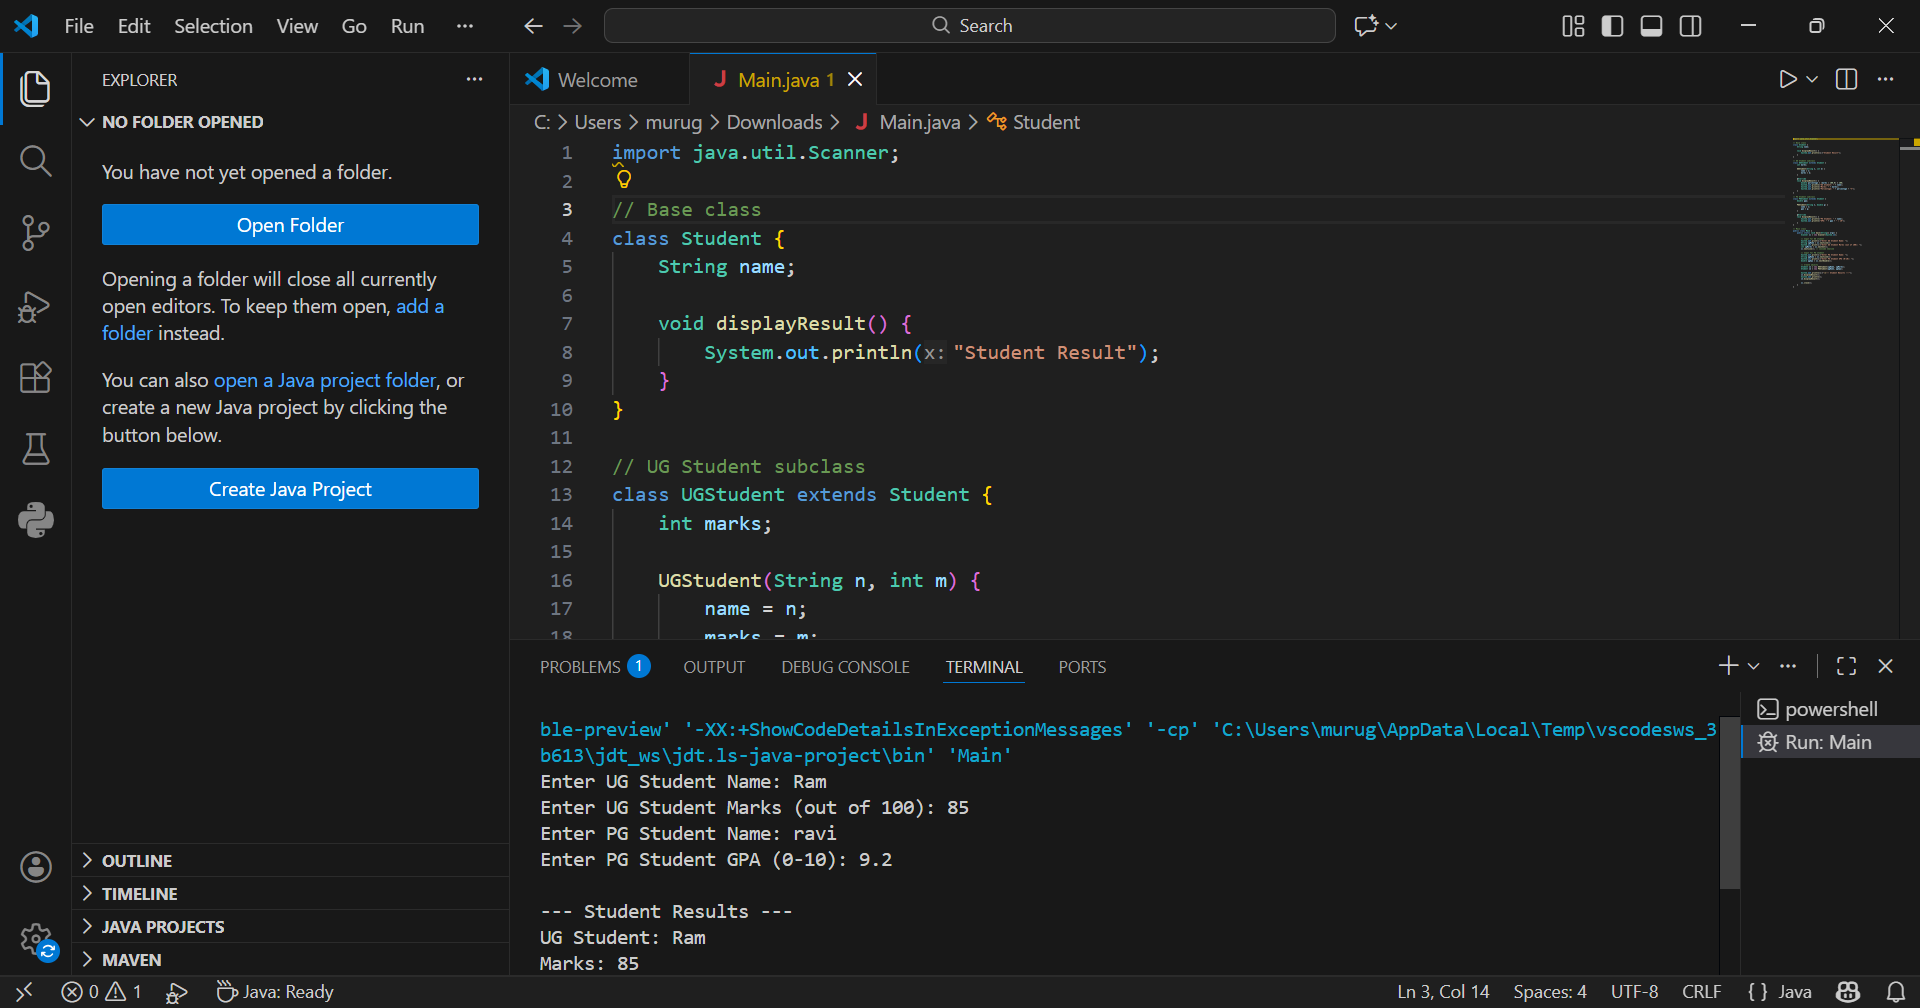 File Edit Selection View Go Run ··· Search
EXPLORER ···
NO FOLDER OPENED
You have not yet opened a folder.
Open Folder
Opening a folder will close all currently
open editors. To keep them open, add a
folder instead.
You can also open a Java project folder, or
create a new Java project by clicking the
button below.
Create Java Project
OUTLINE
TIMELINE
JAVA PROJECTS
MAVEN
Welcome
J Main.java 1
C: > Users > murug > Downloads > J Main.java > Student
1 import java.util.Scanner;
2
3 // Base class
4 class Student {
5 String name;
6
7 void displayResult() {
8 System.out.println(x: "Student Result");
9 }
10 }
11
12 // UG Student subclass
13 class UGStudent extends Student {
14 int marks;
15
16 UGStudent(String n, int m) {
17 name = n;
18 marks = m;
PROBLEMS 1 OUTPUT DEBUG CONSOLE TERMINAL PORTS
ble-preview' '-XX:+ShowCodeDetailsInExceptionMessages' '-cp' 'C:\Users\murug\AppData\Local\Temp\vscodesws_3
b613\jdt_ws\jdt.ls-java-project\bin' 'Main'
Enter UG Student Name: Ram
Enter UG Student Marks (out of 100): 85
Enter PG Student Name: ravi
Enter PG Student GPA (0-10): 9.2
--- Student Results ---
UG Student: Ram
Marks: 85
powershell
Run: Main
0 1 Java: Ready Ln 3, Col 14 Spaces: 4 UTF-8 CRLF {} Java